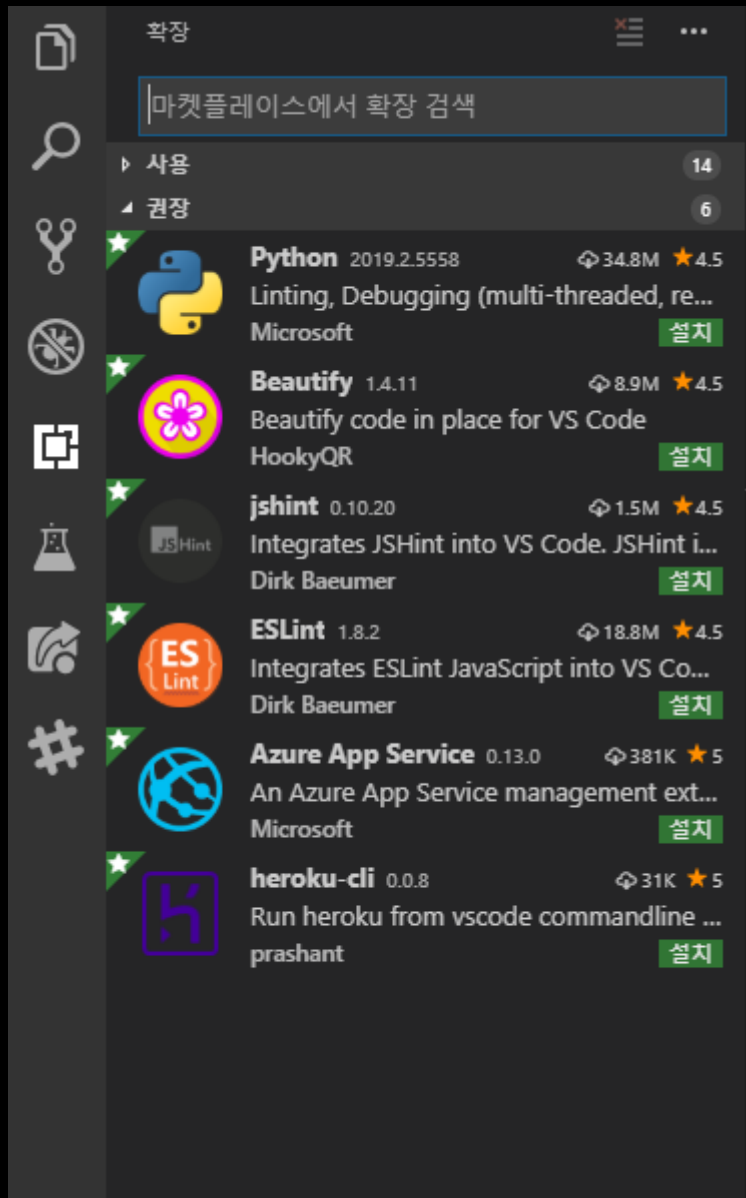 확장
마켓플레이스에서 확장 검색
사용 14
권장 6
Python 2019.2.5558 34.8M 4.5
Linting, Debugging (multi-threaded, re...
Microsoft 설치
Beautify 1.4.11 8.9M 4.5
Beautify code in place for VS Code
HookyQR 설치
JSHint
jshint 0.10.20 1.5M 4.5
Integrates JSHint into VS Code. JSHint i...
Dirk Baeumer 설치
ES
Lint
ESLint 1.8.2 18.8M 4.5
Integrates ESLint JavaScript into VS Co...
Dirk Baeumer 설치
Azure App Service 0.13.0 381K 5
An Azure App Service management ext...
Microsoft 설치
heroku-cli 0.0.8 31K 5
Run heroku from vscode commandline ...
prashant 설치